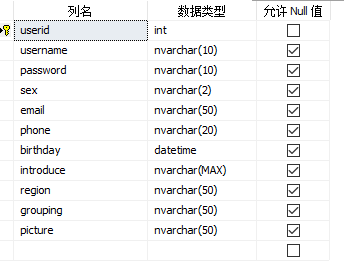 列名 数据类型 允许 Null 值
userid int
username nvarchar(10)
password nvarchar(10)
sex nvarchar(2)
email nvarchar(50)
phone nvarchar(20)
birthday datetime
introduce nvarchar(MAX)
region nvarchar(50)
grouping nvarchar(50)
picture nvarchar(50)